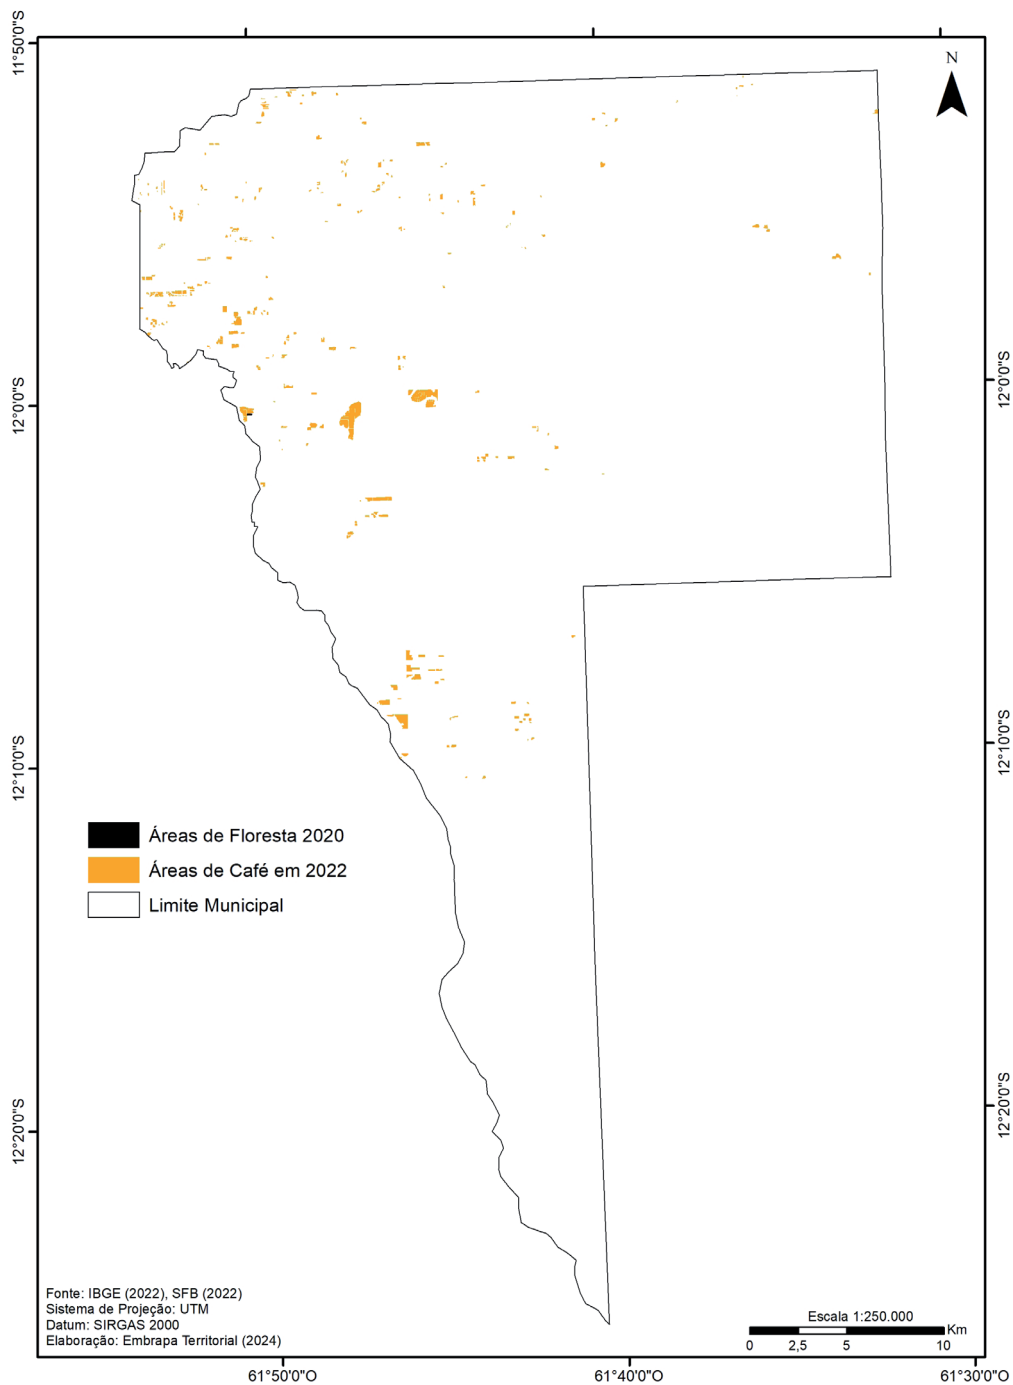 11°50'0"S
N
12°0'0"S
12°0'0"S
12°10'0"S
12°10'0"S
Áreas de Floresta 2020
Áreas de Café em 2022
Limite Municipal
12°20'0"S
12°20'0"S
Fonte: IBGE (2022), SFB (2022)
Sistema de Projeção: UTM
Datum: SIRGAS 2000
Elaboração: Embrapa Territorial (2024)
Escala 1:250.000
Km
0 2,5 5 10
61°50'0"O 61°40'0"O 61°30'0"O